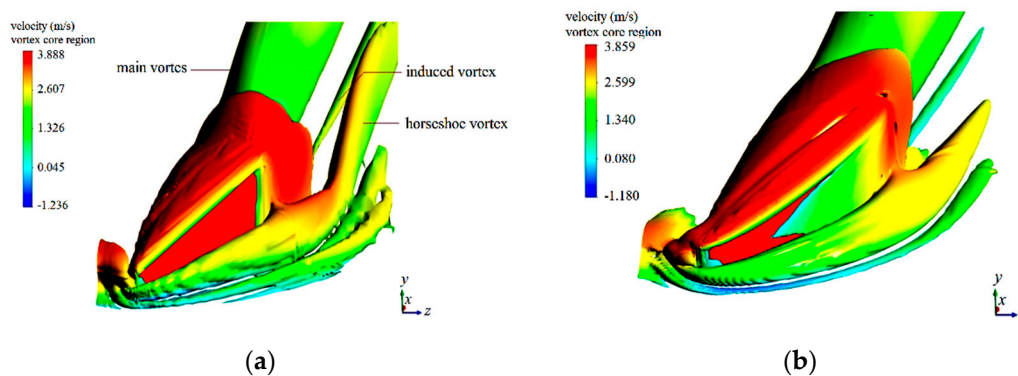 velocity (m/s)
vortex core region
3.888
2.607
1.326
0.045
-1.236
main vortes
induced vortex
horseshoe vortex
y
x
z
(a)
velocity (m/s)
vortex core region
3.859
2.599
1.340
0.080
-1.180
y
x
(b)